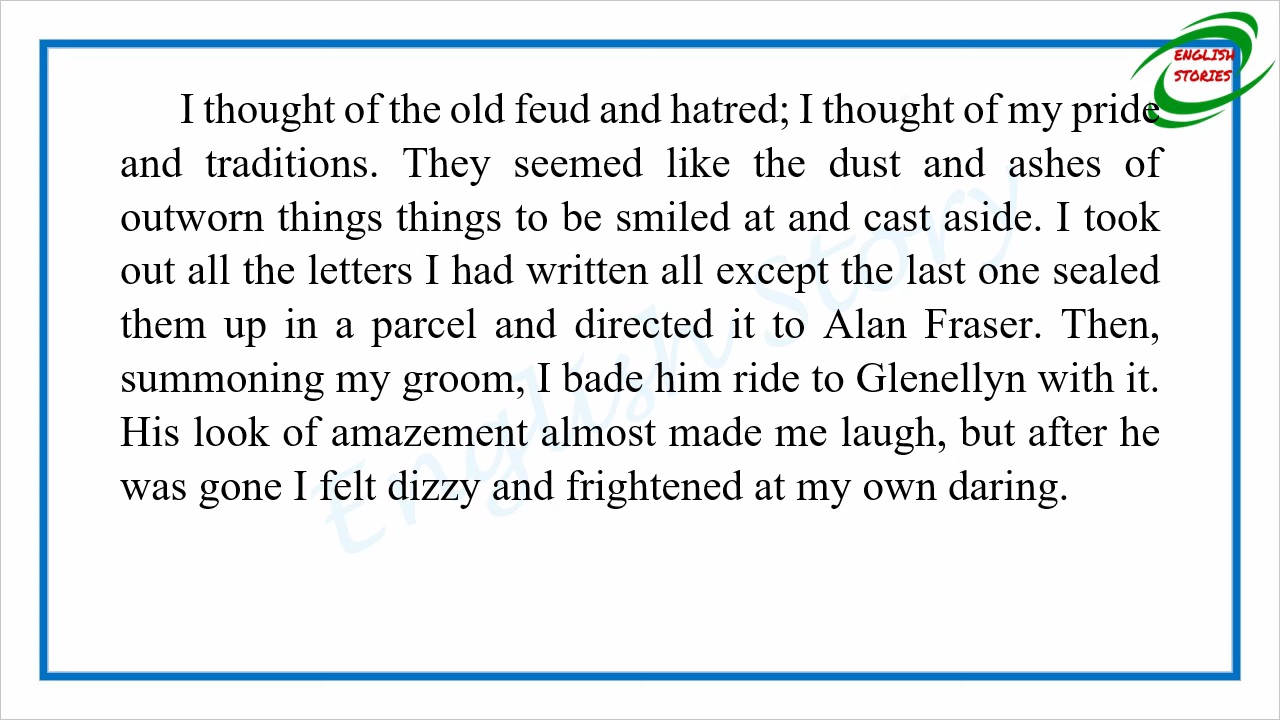 ENGLISH
STORIES
I thought of the old feud and hatred; I thought of my pride
and traditions. They seemed like the dust and ashes of
outworn things things to be smiled at and cast aside. I took
out all the letters I had written all except the last one sealed
them up in a parcel and directed it to Alan Fraser. Then,
summoning my groom, I bade him ride to Glenellyn with it.
His look of amazement almost made me laugh, but after he
was gone I felt dizzy and frightened at my own daring.
English Story